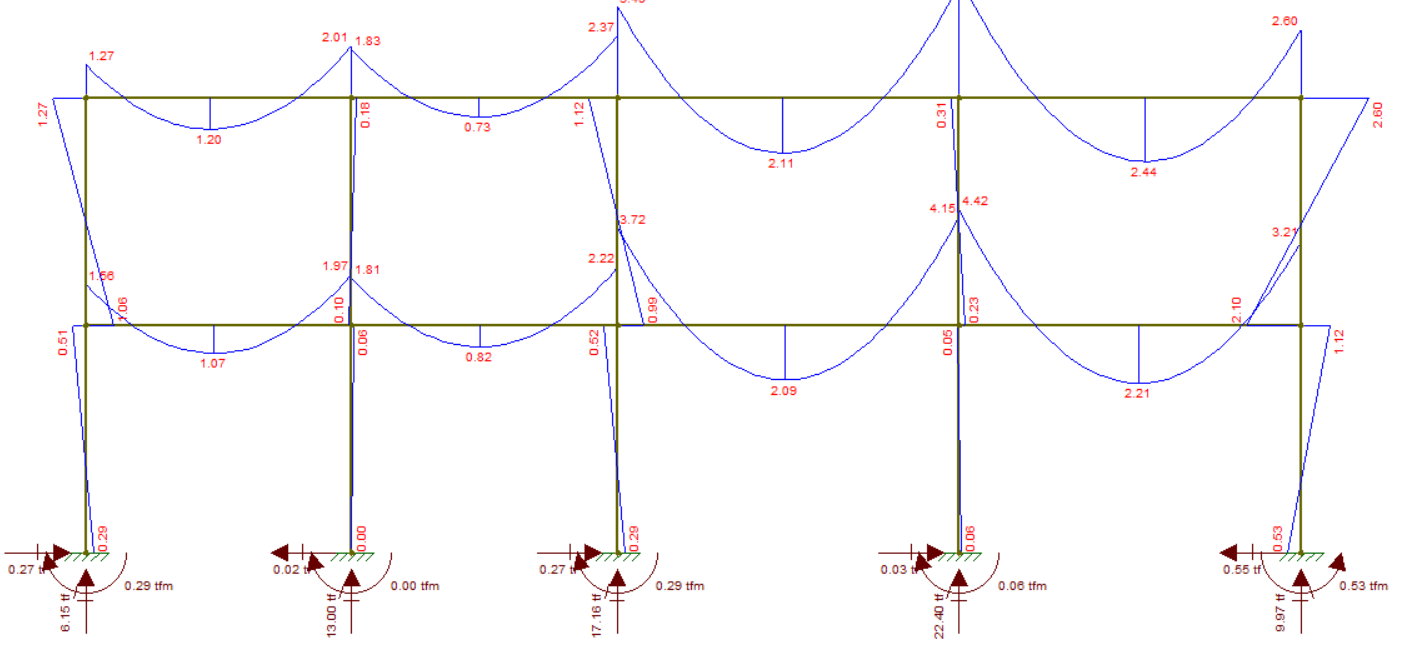 2.37
2.60
2.01
1.83
1.27
1.27
0.18
1.12
0.31
2.60
1.20
0.73
2.11
2.44
3.72
4.15
4.42
3.21
1.97
1.81
2.22
1.56
1.06
0.10
0.99
0.23
2.10
0.51
0.06
0.52
0.05
1.12
1.07
0.82
2.09
2.21
0.29
0.00
0.29
0.06
0.53
0.27 tf
0.02 tf
0.27 tf
0.03 tf
0.55 tf
0.29 tfm
0.00 tfm
0.29 tfm
0.06 tfm
0.53 tfm
6.15 tf
13.00 tf
17.16 tf
22.40 tf
9.97 tf